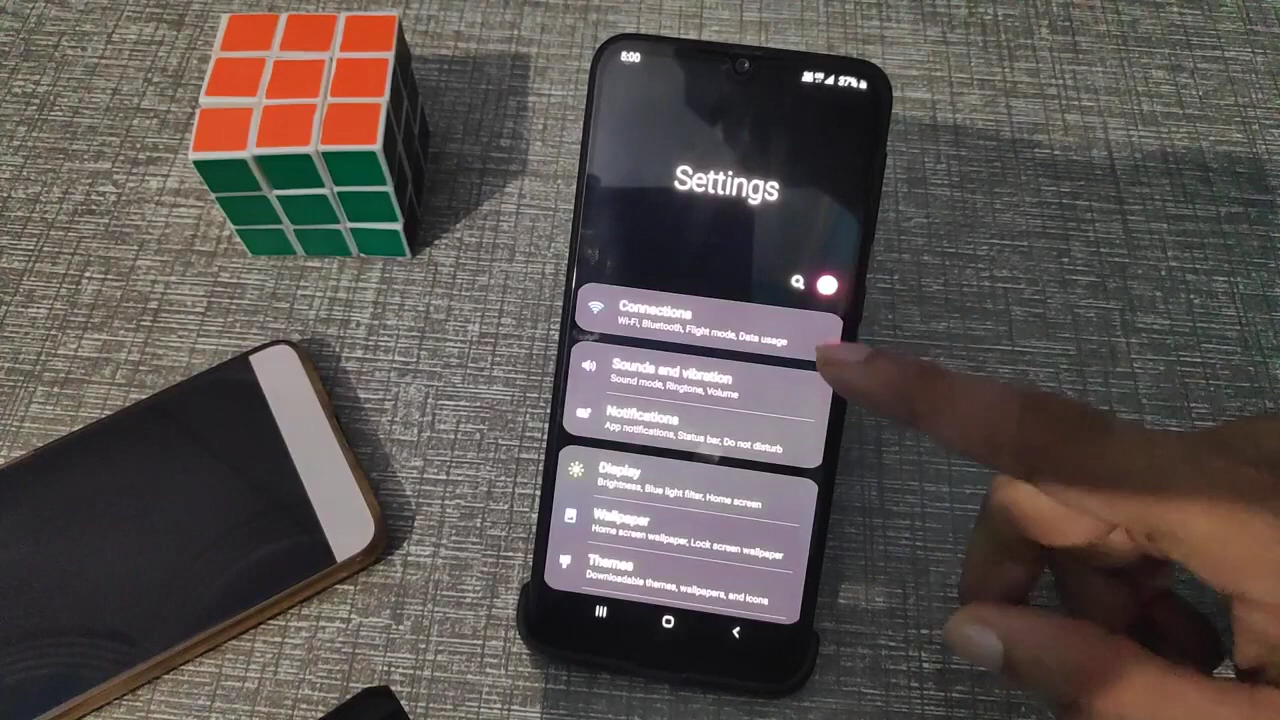 5:00
37%
Settings
Connections
Wi-Fi, Bluetooth, Flight mode, Data usage
Sounds and vibration
Sound mode, Ringtone, Volume
Notifications
App notifications, Status bar, Do not disturb
Display
Brightness, Blue light filter, Home screen
Wallpaper
Home screen wallpaper, Lock screen wallpaper
Themes
Downloadable themes, wallpapers, and icons